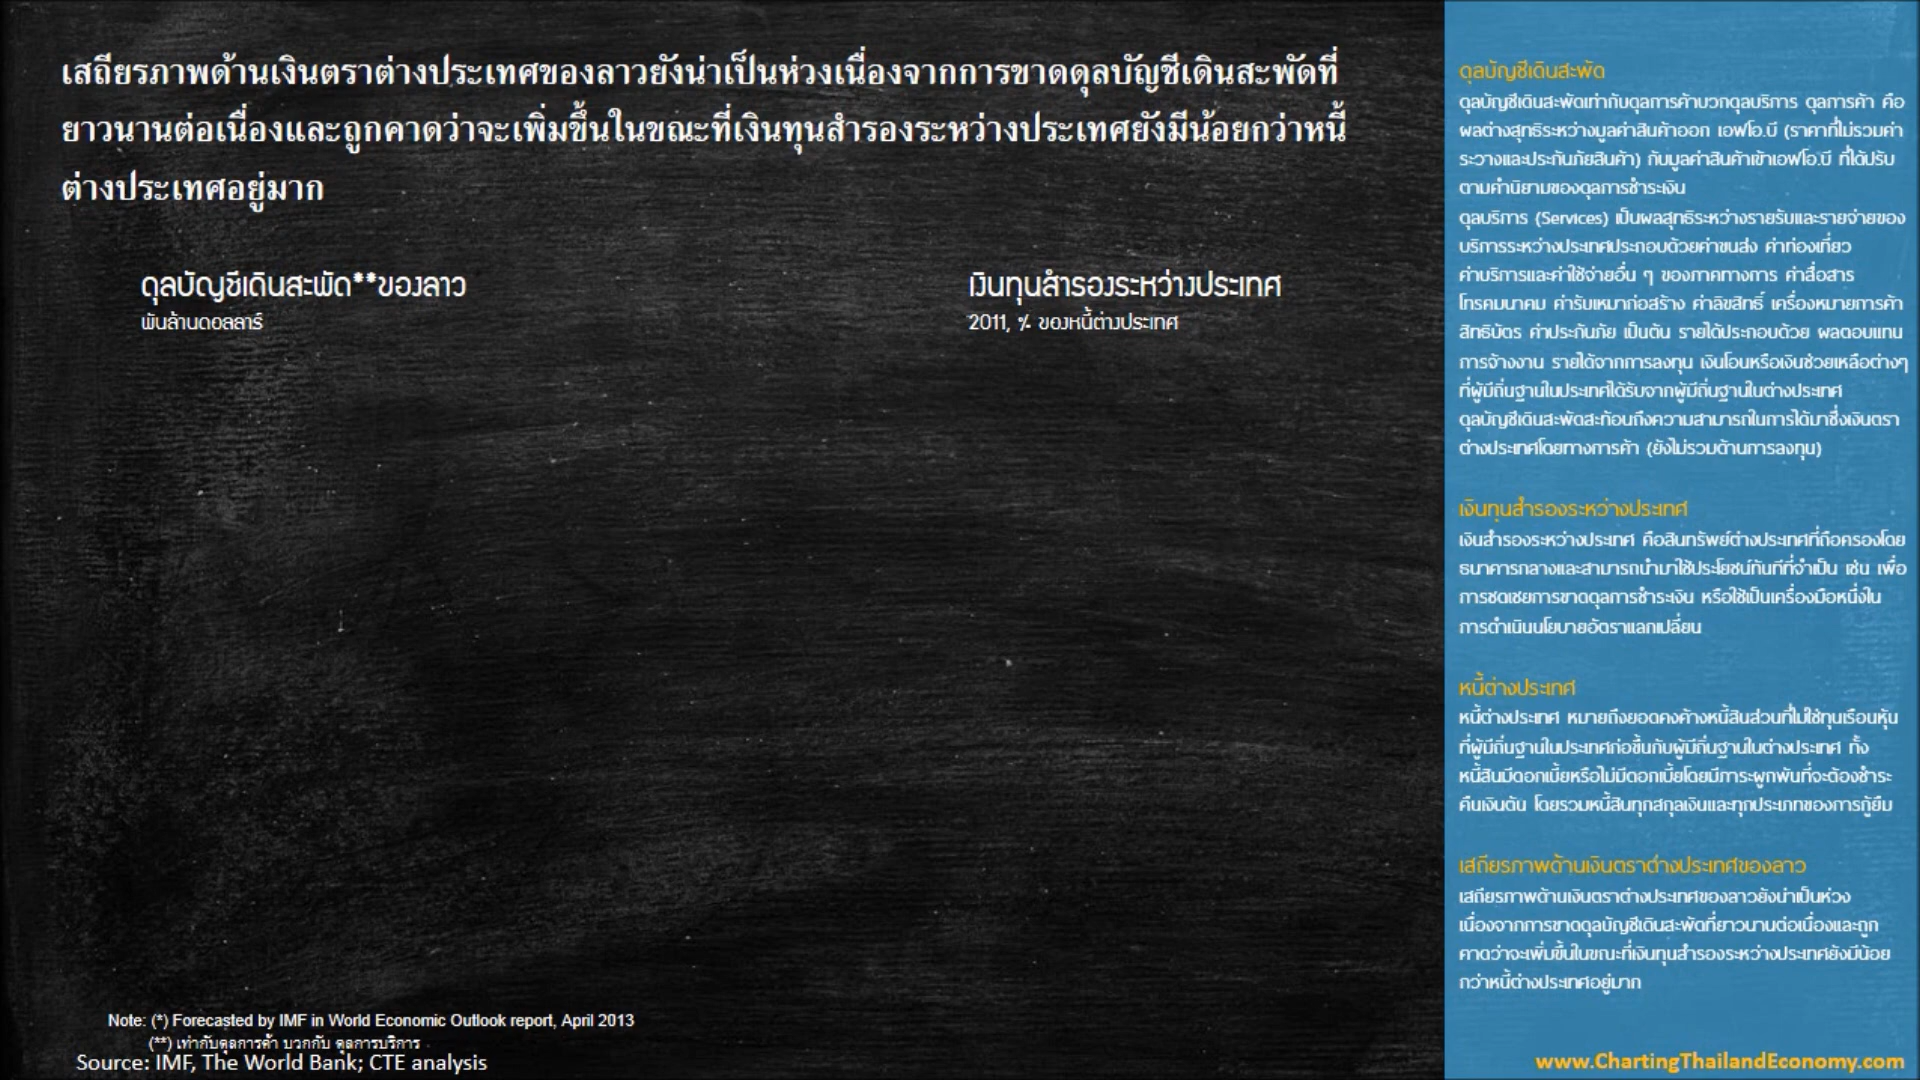 เสถียรภาพด้านเงินตราต่างประเทศของลาวยังน่าเป็นห่วงเนื่องจากการขาดดุลบัญชีเดินสะพัดที่
ยาวนานต่อเนื่องและถูกคาดว่าจะเพิ่มขึ้นในขณะที่เงินทุนสำรองระหว่างประเทศยังมีน้อยกว่าหนี้
ต่างประเทศอยู่มาก
ดุลบัญชีเดินสะพัด**ของลาว
พันล้านดอลลาร์
เงินทุนสำรองระหว่างประเทศ
2011, % ของหนี้ต่างประเทศ
Note: (*) Forecasted by IMF in World Economic Outlook report, April 2013
(**) เท่ากับดุลการค้า บวกกับ ดุลการบริการ
Source: IMF, The World Bank; CTE analysis
ดุลบัญชีเดินสะพัด
ดุลบัญชีเดินสะพัดเท่ากับดุลการค้าบวกดุลบริการ ดุลการค้า คือ
ผลต่างสุทธิระหว่างมูลค่าสินค้าออก เอฟโอ.บี (ราคาที่ไม่รวมค่า
ระวางและประกันภัยสินค้า) กับมูลค่าสินค้าเข้าเอฟโอ.บี ที่ได้ปรับ
ตามคำนิยามของดุลการชำระเงิน
ดุลบริการ (Services) เป็นผลสุทธิระหว่างรายรับและรายจ่ายของ
บริการระหว่างประเทศประกอบด้วยค่าขนส่ง ค่าท่องเที่ยว
ค่าบริการและค่าใช้จ่ายอื่น ๆ ของภาคทางการ ค่าสื่อสาร
โทรคมนาคม ค่ารับเหมาก่อสร้าง ค่าลิขสิทธิ์ เครื่องหมายการค้า
สิทธิบัตร ค่าประกันภัย เป็นต้น รายได้ประกอบด้วย ผลตอบแทน
การจ้างงาน รายได้จากการลงทุน เงินโอนหรือเงินช่วยเหลือต่างๆ
ที่ผู้มีถิ่นฐานในประเทศได้รับจากผู้มีถิ่นฐานในต่างประเทศ
ดุลบัญชีเดินสะพัดสะท้อนถึงความสามารถในการได้มาซึ่งเงินตรา
ต่างประเทศโดยทางการค้า (ยังไม่รวมด้านการลงทุน)
เงินทุนสำรองระหว่างประเทศ
เงินสำรองระหว่างประเทศ คือสินทรัพย์ต่างประเทศที่ถือครองโดย
ธนาคารกลางและสามารถนำมาใช้ประโยชน์ทันทีที่จำเป็น เช่น เพื่อ
การชดเชยการขาดดุลการชำระเงิน หรือใช้เป็นเครื่องมือหนึ่งใน
การดำเนินนโยบายอัตราแลกเปลี่ยน
หนี้ต่างประเทศ
หนี้ต่างประเทศ หมายถึงยอดคงค้างหนี้สินส่วนที่ไม่ใช่ทุนเรือนหุ้น
ที่ผู้มีถิ่นฐานในประเทศก่อขึ้นกับผู้มีถิ่นฐานในต่างประเทศ ทั้ง
หนี้สินมีดอกเบี้ยหรือไม่มีดอกเบี้ยโดยมีภาระผูกพันที่จะต้องชำระ
คืนเงินต้น โดยรวมหนี้สินทุกสกุลเงินและทุกประเภทของการกู้ยืม
เสถียรภาพด้านเงินตราต่างประเทศของลาว
เสถียรภาพด้านเงินตราต่างประเทศของลาวยังน่าเป็นห่วง
เนื่องจากการขาดดุลบัญชีเดินสะพัดที่ยาวนานต่อเนื่องและถูก
คาดว่าจะเพิ่มขึ้นในขณะที่เงินทุนสำรองระหว่างประเทศยังมีน้อย
กว่าหนี้ต่างประเทศอยู่มาก
www.ChartingThailandEconomy.com